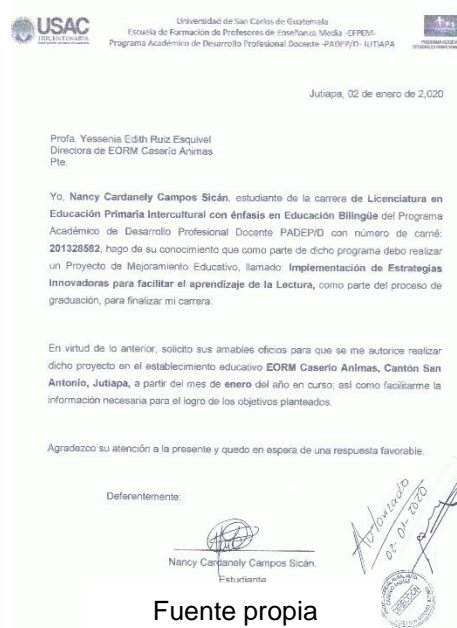 USAC
TRICENTENARIA
Universidad de San Carlos de Guatemala
Escuela de Formación de Profesores de Enseñanza Media -EFPEM-
Programa Académico de Desarrollo Profesional Docente -PADEP/D- JUTIAPA
Jutiapa, 02 de enero de 2,020
Profa. Yessenia Edith Ruiz Esquivel
Directora de EORM Caserío Animas
Pte.
Yo, Nancy Cardanely Campos Sicán, estudiante de la carrera de Licenciatura en
Educación Primaria Intercultural con énfasis en Educación Bilingüe del Programa
Académico de Desarrollo Profesional Docente PADEP/D con número de carné:
201328582, hago de su conocimiento que como parte de dicho programa debo realizar
un Proyecto de Mejoramiento Educativo, llamado: Implementación de Estrategias
Innovadoras para facilitar el aprendizaje de la Lectura, como parte del proceso de
graduación, para finalizar mi carrera.
En virtud de lo anterior, solicito sus amables oficios para que se me autorice realizar
dicho proyecto en el establecimiento educativo EORM Caserío Animas, Cantón San
Antonio, Jutiapa, a partir del mes de enero del año en curso; así como facilitarme la
información necesaria para el logro de los objetivos planteados.
Agradezco su atención a la presente y quedo en espera de una respuesta favorable.
Deferentemente:
Autorizado
02-01-2020
Nancy Cardanely Campos Sicán.
Estudiante
DIRECCION
Fuente propia